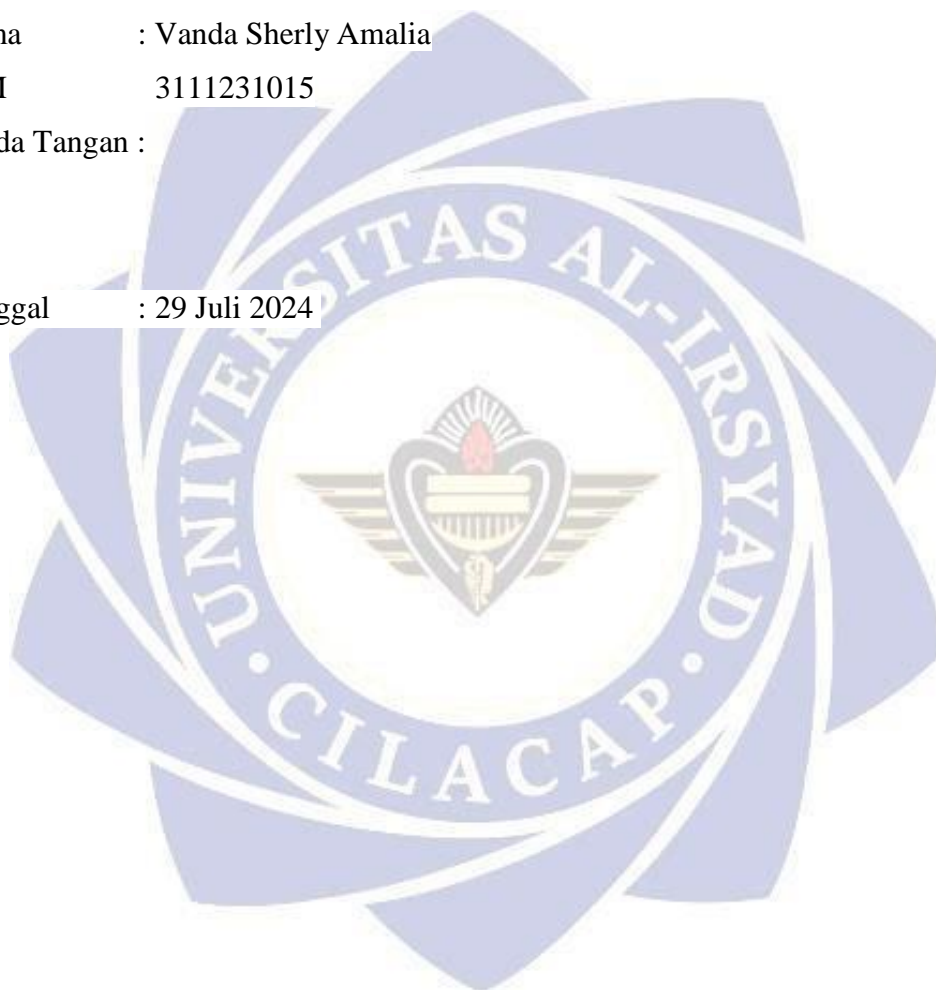 na : Vanda Sherly Amalia
I 3111231015
da Tangan :
ggal : 29 Juli 2024
UNIVERSITAS AL-IRSYAD
• CILACAP •